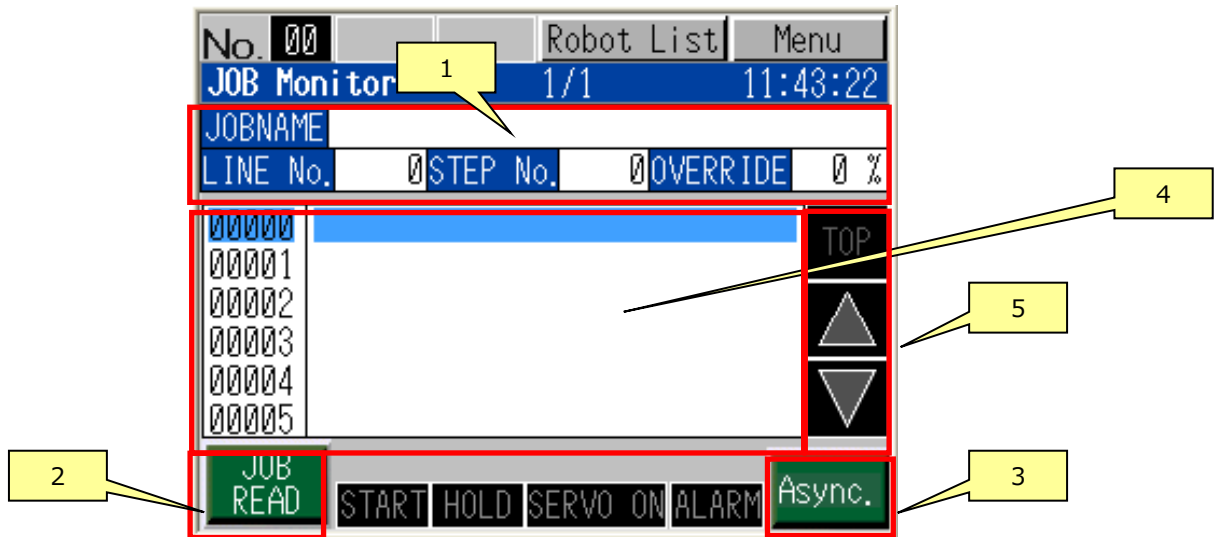 No. 00 Robot List Menu
JOB Monitor 1/1 11:43:22
1
JOBNAME
LINE No. 0 STEP No. 0 OVERRIDE 0 %
4
00000 TOP
00001
00002
5
00003
00004
00005
2
JOB READ
START HOLD SERVO ON ALARM
Async.
3